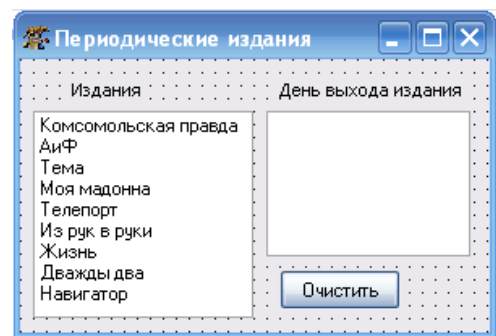 Периодические издания
Издания
День выхода издания
Комсомольская правда
АиФ
Тема
Моя мадонна
Телепорт
Из рук в руки
Жизнь
Дважды два
Навигатор
Очистить